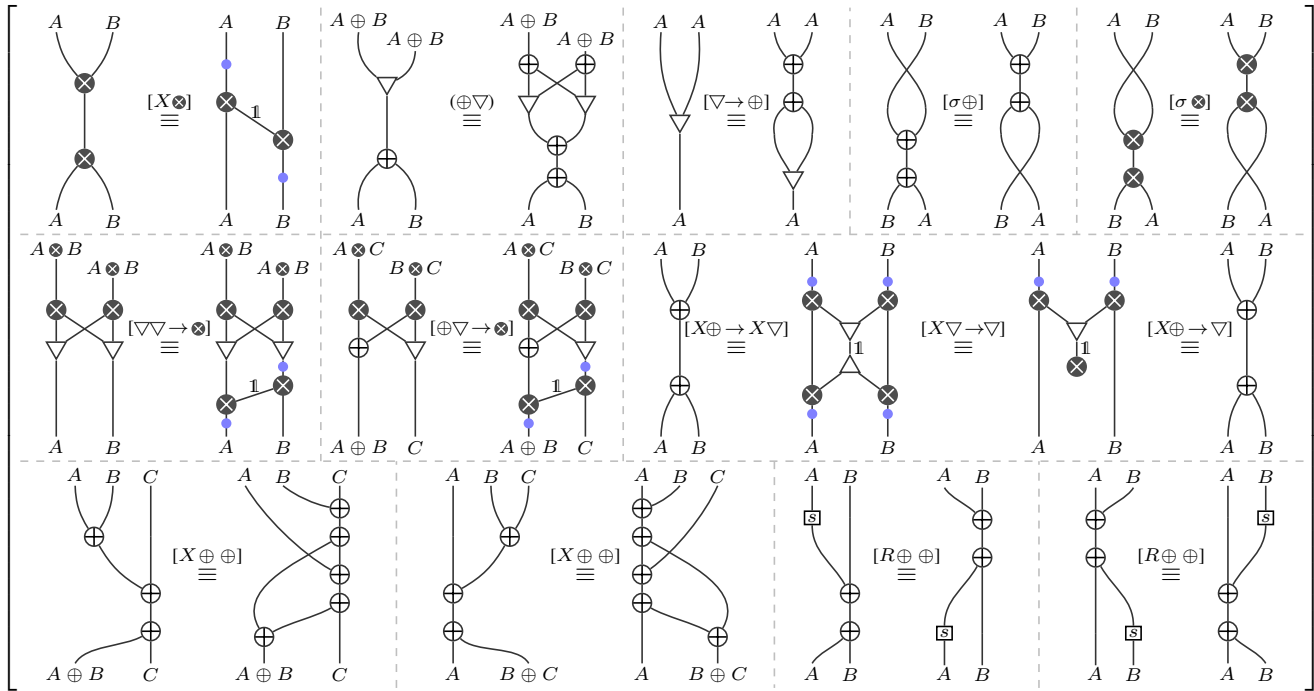 A B A B A ⊕ B A ⊕ B A A A A A B A B A B A B
A ⊕ B A ⊕ B
[X⊗] (⊕▽) [▽→⊕] [σ⊕] [σ⊗]
≡ 𝟙 ≡ ≡ ≡ ≡
A B A B A B A B A A B A B A B A B A
A ⊗ B A ⊗ B A ⊗ C A ⊗ C A B A B A B A B
A ⊗ B A ⊗ B B ⊗ C B ⊗ C
[▽▽→⊗] [⊕▽→⊗] [X⊕→X▽] [X▽→▽] [X⊕→▽]
≡ ≡ ≡ 𝟙 ≡ 𝟙 ≡
𝟙 𝟙
A B A B A ⊕ B C A ⊕ B C A B A B A B A B
A B C A B C A B C A B C A B A B A B A B
s s
[X⊕⊕] [X⊕⊕] [R⊕⊕] [R⊕⊕]
≡ ≡ ≡ ≡
s s
A ⊕ B C A ⊕ B C A B ⊕ C A B ⊕ C A B A B A B A B